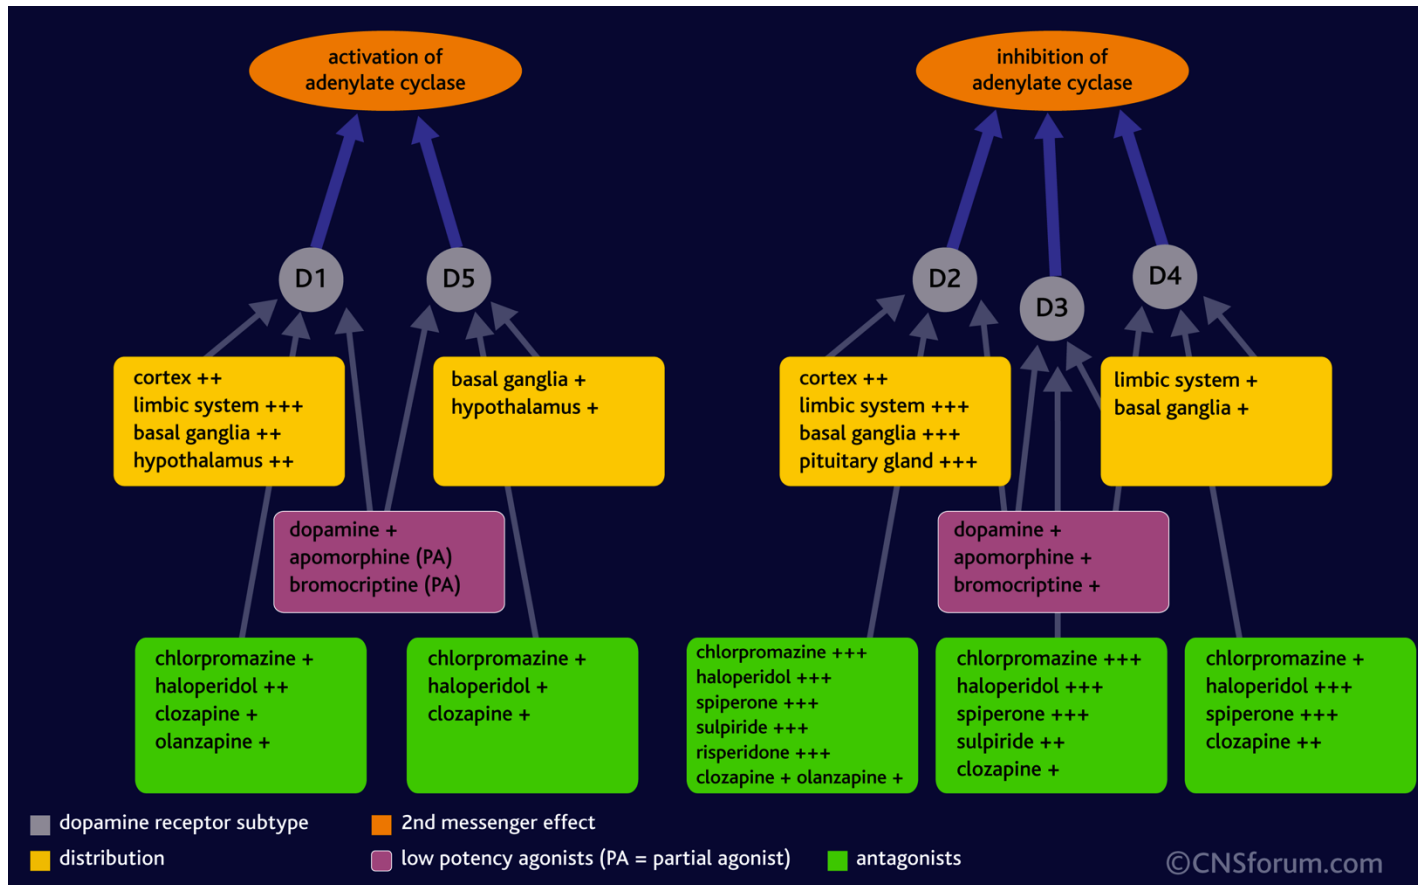 activation of
adenylate cyclase
inhibition of
adenylate cyclase
D1
D5
D2
D3
D4
cortex ++
limbic system +++
basal ganglia ++
hypothalamus ++
basal ganglia +
hypothalamus +
cortex ++
limbic system +++
basal ganglia +++
pituitary gland +++
limbic system +
basal ganglia +
dopamine +
apomorphine (PA)
bromocriptine (PA)
dopamine +
apomorphine +
bromocriptine +
chlorpromazine +
haloperidol ++
clozapine +
olanzapine +
chlorpromazine +
haloperidol +
clozapine +
chlorpromazine +++
haloperidol +++
spiperone +++
sulpiride +++
risperidone +++
clozapine + olanzapine +
chlorpromazine +++
haloperidol +++
spiperone +++
sulpiride ++
clozapine +
chlorpromazine +
haloperidol +++
spiperone +++
clozapine ++
dopamine receptor subtype
2nd messenger effect
distribution
low potency agonists (PA = partial agonist)
antagonists
©CNSforum.com